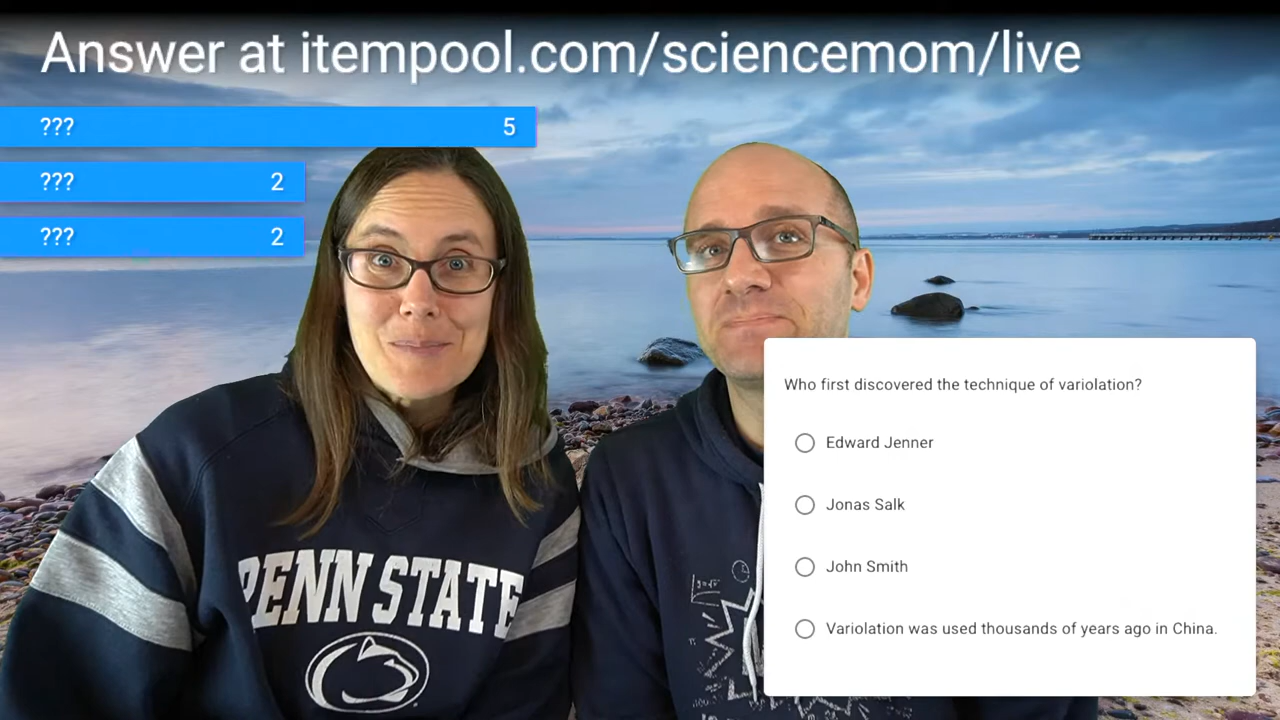 Answer at itempool.com/sciencemom/live
??? 5
??? 2
??? 2
Who first discovered the technique of variolation?
Edward Jenner
Jonas Salk
John Smith
Variolation was used thousands of years ago in China.
PENN STATE